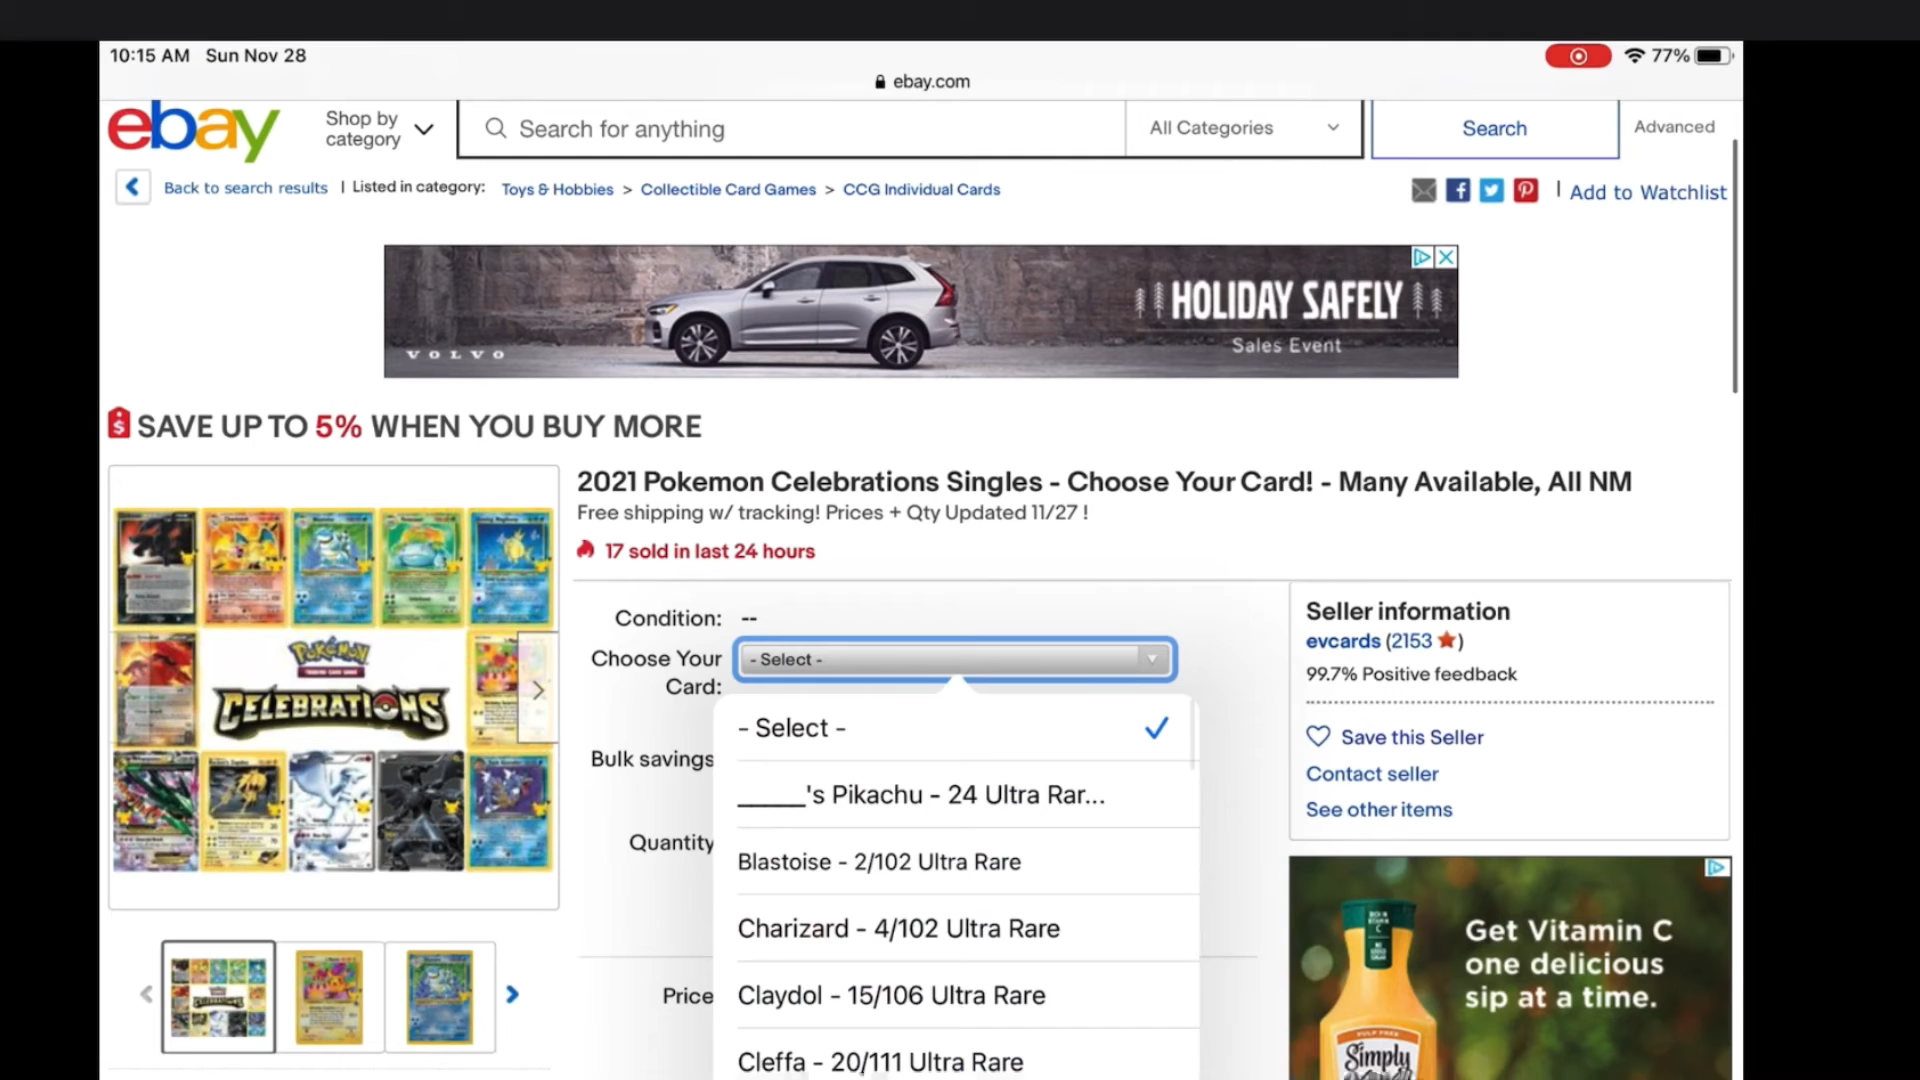 10:15 AM Sun Nov 28
77%
ebay.com
ebay
Shop by
category
Search for anything
All Categories
Search
Advanced
Back to search results | Listed in category: Toys & Hobbies > Collectible Card Games > CCG Individual Cards
| Add to Watchlist
VOLVO
HOLIDAY SAFELY
Sales Event
SAVE UP TO 5% WHEN YOU BUY MORE
2021 Pokemon Celebrations Singles - Choose Your Card! - Many Available, All NM
Free shipping w/ tracking! Prices + Qty Updated 11/27 !
17 sold in last 24 hours
POKéMON
CELEBRATIONS
Condition: --
Choose Your
Card:
- Select -
- Select -
_____'s Pikachu - 24 Ultra Rar...
Blastoise - 2/102 Ultra Rare
Charizard - 4/102 Ultra Rare
Claydol - 15/106 Ultra Rare
Cleffa - 20/111 Ultra Rare
Bulk savings
Quantity
Price
Seller information
evcards (2153)
99.7% Positive feedback
Save this Seller
Contact seller
See other items
Get Vitamin C
one delicious
sip at a time.
PULP FREE
Simply